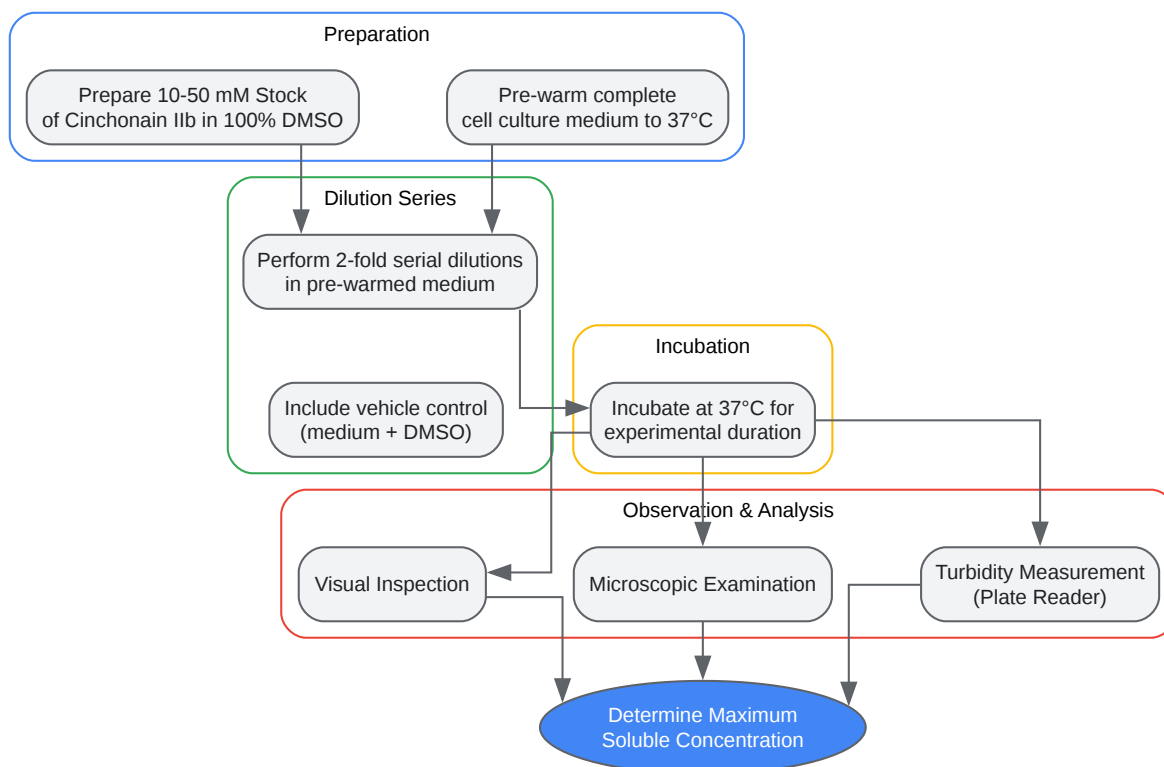 Preparation
Prepare 10-50 mM Stock
of Cinchonain IIb in 100% DMSO
Pre-warm complete
cell culture medium to 37°C
Dilution Series
Perform 2-fold serial dilutions
in pre-warmed medium
Include vehicle control
(medium + DMSO)
Incubation
Incubate at 37°C for
experimental duration
Observation & Analysis
Visual Inspection
Microscopic Examination
Turbidity Measurement
(Plate Reader)
Determine Maximum
Soluble Concentration